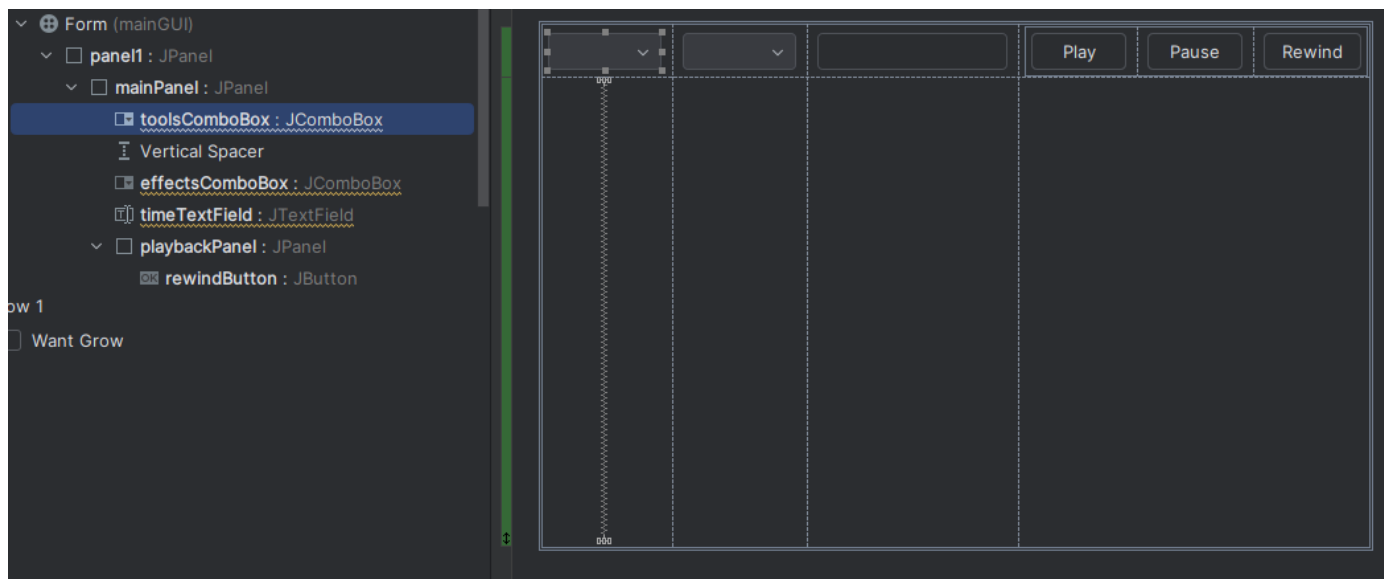 Form (mainGUI)
panel1 : JPanel
mainPanel : JPanel
toolsComboBox : JComboBox
Vertical Spacer
effectsComboBox : JComboBox
timeTextField : JTextField
playbackPanel : JPanel
OK rewindButton : JButton
ow 1
Want Grow
Play Pause Rewind